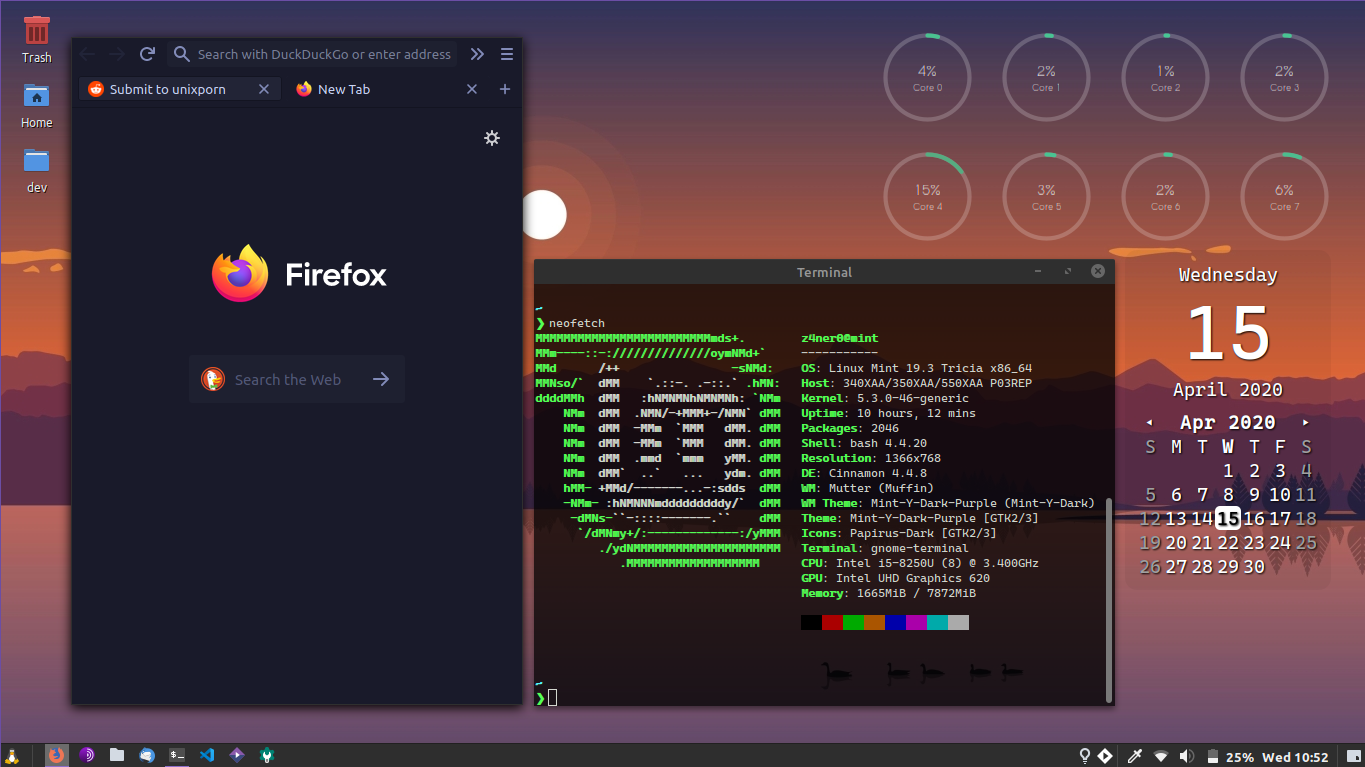 Trash
Home
dev
Search with DuckDuckGo or enter address
Submit to unixporn
New Tab
Firefox
Search the Web
4%
Core 0
2%
Core 1
1%
Core 2
2%
Core 3
15%
Core 4
3%
Core 5
2%
Core 6
6%
Core 7
Terminal
❯ neofetch
z4ner0@mint
-----------
OS: Linux Mint 19.3 Tricia x86_64
Host: 340XAA/350XAA/550XAA P03REP
Kernel: 5.3.0-46-generic
Uptime: 10 hours, 12 mins
Packages: 2046
Shell: bash 4.4.20
Resolution: 1366x768
DE: Cinnamon 4.4.8
WM: Mutter (Muffin)
WM Theme: Mint-Y-Dark-Purple (Mint-Y-Dark)
Theme: Mint-Y-Dark-Purple [GTK2/3]
Icons: Papirus-Dark [GTK2/3]
Terminal: gnome-terminal
CPU: Intel i5-8250U (8) @ 3.400GHz
GPU: Intel UHD Graphics 620
Memory: 1665MiB / 7872MiB
❯
Wednesday
15
April 2020
Apr 2020
S M T W T F S
1 2 3 4
5 6 7 8 9 10 11
12 13 14 15 16 17 18
19 20 21 22 23 24 25
26 27 28 29 30
25% Wed 10:52